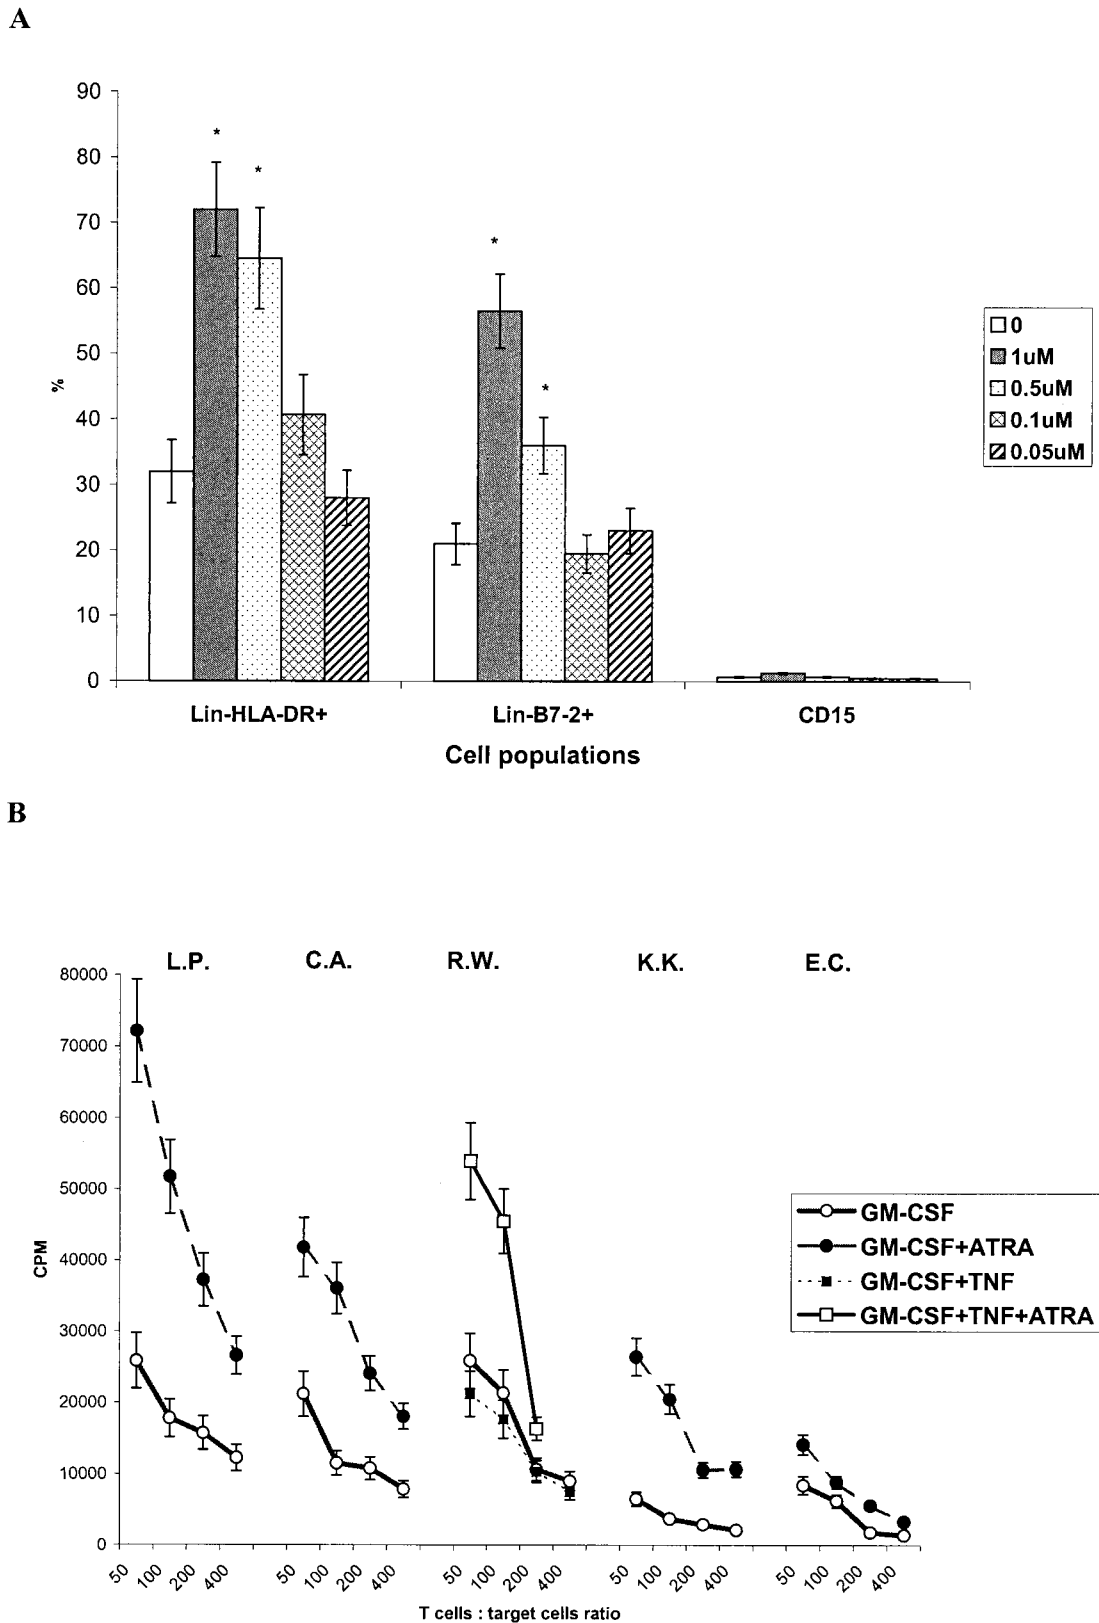 A
90
80
70
60
50
40
30
20
10
0
%
*
*
*
*
0
1uM
0.5uM
0.1uM
0.05uM
Lin-HLA-DR+ Lin-B7-2+ CD15
Cell populations
B
L.P. C.A. R.W. K.K. E.C.
80000
70000
60000
50000
40000
30000
20000
10000
0
CPM
GM-CSF
GM-CSF+ATRA
GM-CSF+TNF
GM-CSF+TNF+ATRA
50 100 200 400 50 100 200 400 50 100 200 400 50 100 200 400 50 100 200 400
T cells : target cells ratio